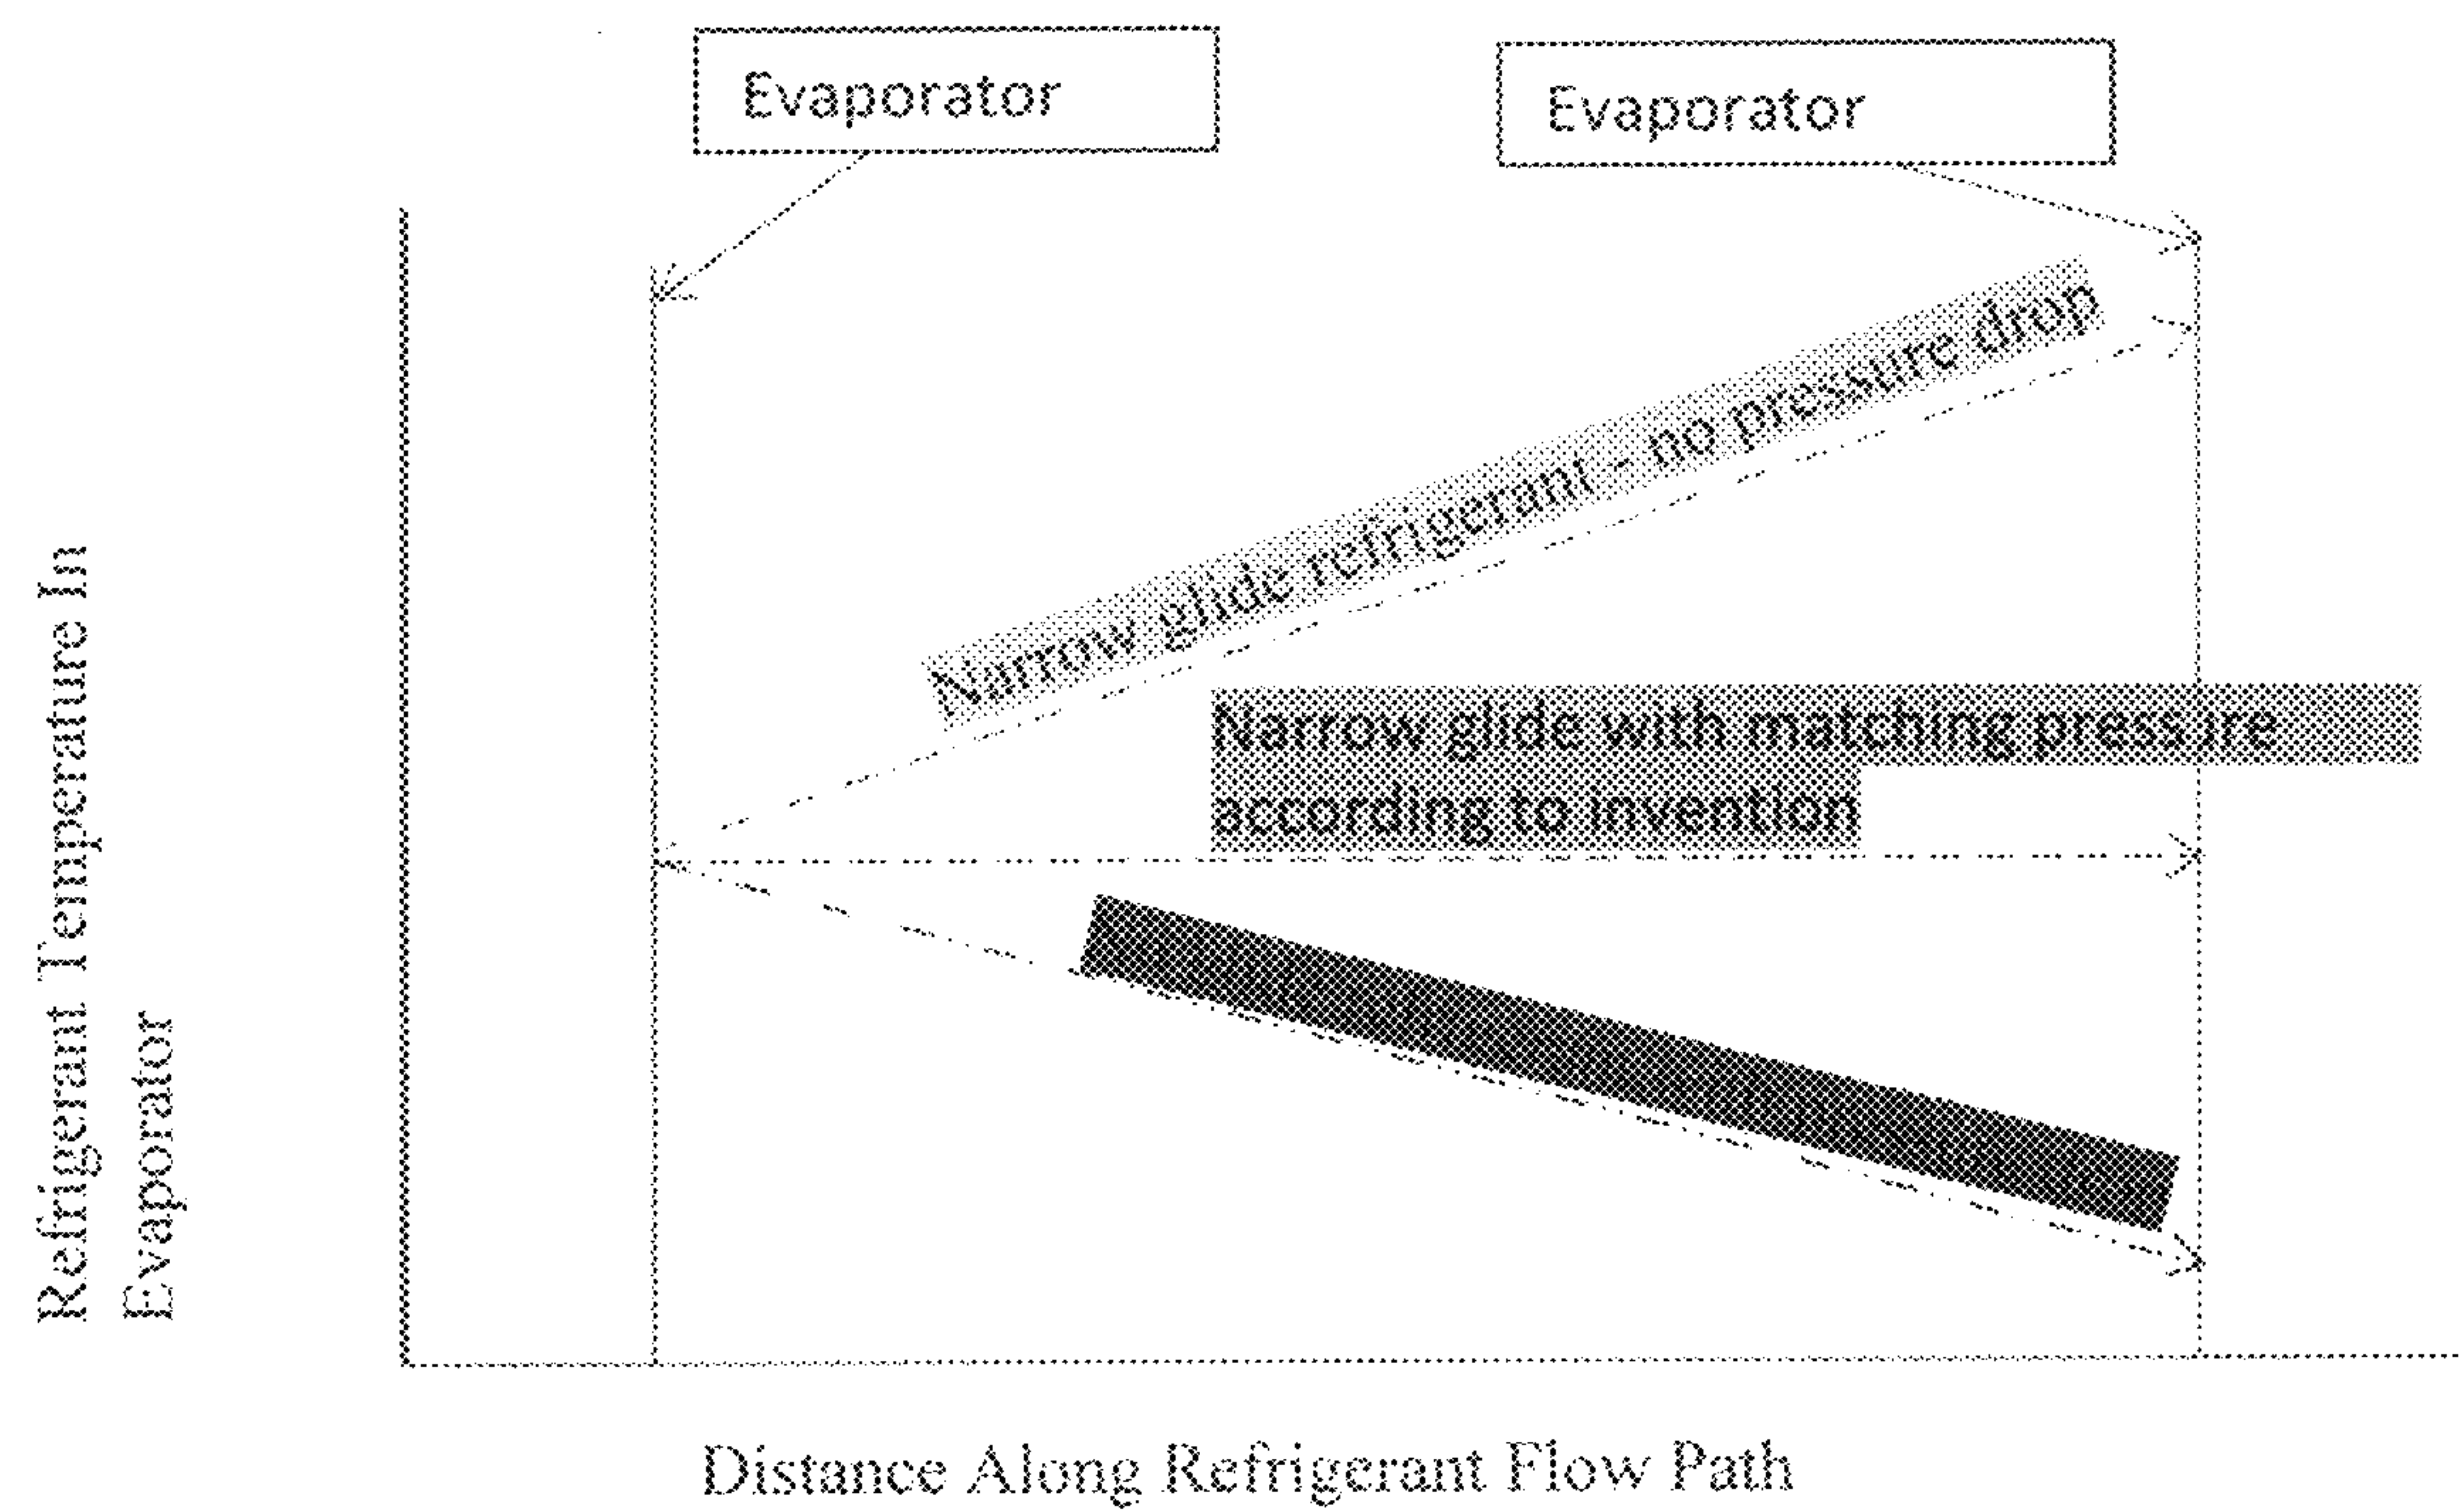 Evaporator
Evaporator
Narrow glide refrigerant - no pressure drop
Narrow glide with matching pressure
according to invention
Refrigerant Temperature In
Evaporator
Distance Along Refrigerant Flow Path